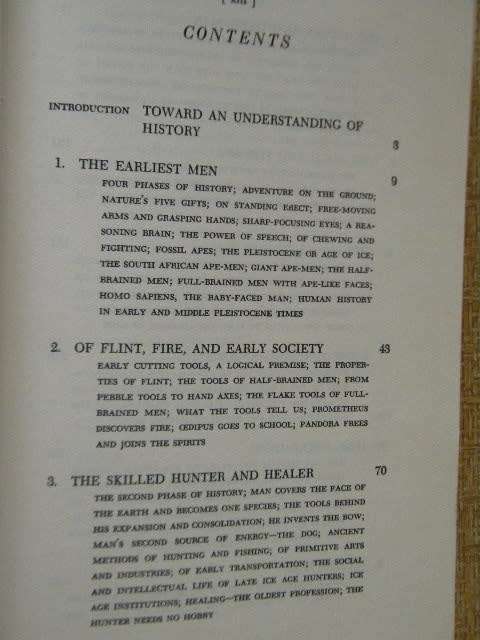 [ xiii ]
CONTENTS
INTRODUCTION TOWARD AN UNDERSTANDING OF
HISTORY 3
1. THE EARLIEST MEN 9
FOUR PHASES OF HISTORY; ADVENTURE ON THE GROUND;
NATURE'S FIVE GIFTS; ON STANDING ERECT; FREE-MOVING
ARMS AND GRASPING HANDS; SHARP-FOCUSING EYES; A REA-
SONING BRAIN; THE POWER OF SPEECH; OF CHEWING AND
FIGHTING; FOSSIL APES; THE PLEISTOCENE OR AGE OF ICE;
THE SOUTH AFRICAN APE-MEN; GIANT APE-MEN; THE HALF-
BRAINED MEN; FULL-BRAINED MEN WITH APE-LIKE FACES;
HOMO SAPIENS, THE BABY-FACED MAN; HUMAN HISTORY
IN EARLY AND MIDDLE PLEISTOCENE TIMES
2. OF FLINT, FIRE, AND EARLY SOCIETY 43
EARLY CUTTING TOOLS, A LOGICAL PREMISE; THE PROPER-
TIES OF FLINT; THE TOOLS OF HALF-BRAINED MEN; FROM
PEBBLE TOOLS TO HAND AXES; THE FLAKE TOOLS OF FULL-
BRAINED MEN; WHAT THE TOOLS TELL US; PROMETHEUS
DISCOVERS FIRE; ŒDIPUS GOES TO SCHOOL; PANDORA FREES
AND JOINS THE SPIRITS
3. THE SKILLED HUNTER AND HEALER 70
THE SECOND PHASE OF HISTORY; MAN COVERS THE FACE OF
THE EARTH AND BECOMES ONE SPECIES; THE TOOLS BEHIND
HIS EXPANSION AND CONSOLIDATION; HE INVENTS THE BOW;
MAN'S SECOND SOURCE OF ENERGY—THE DOG; ANCIENT
METHODS OF HUNTING AND FISHING; OF PRIMITIVE ARTS
AND INDUSTRIES; OF EARLY TRANSPORTATION; THE SOCIAL
AND INTELLECTUAL LIFE OF LATE ICE AGE HUNTERS; ICE
AGE INSTITUTIONS; HEALING—THE OLDEST PROFESSION; THE
HUNTER NEEDS NO HOBBY